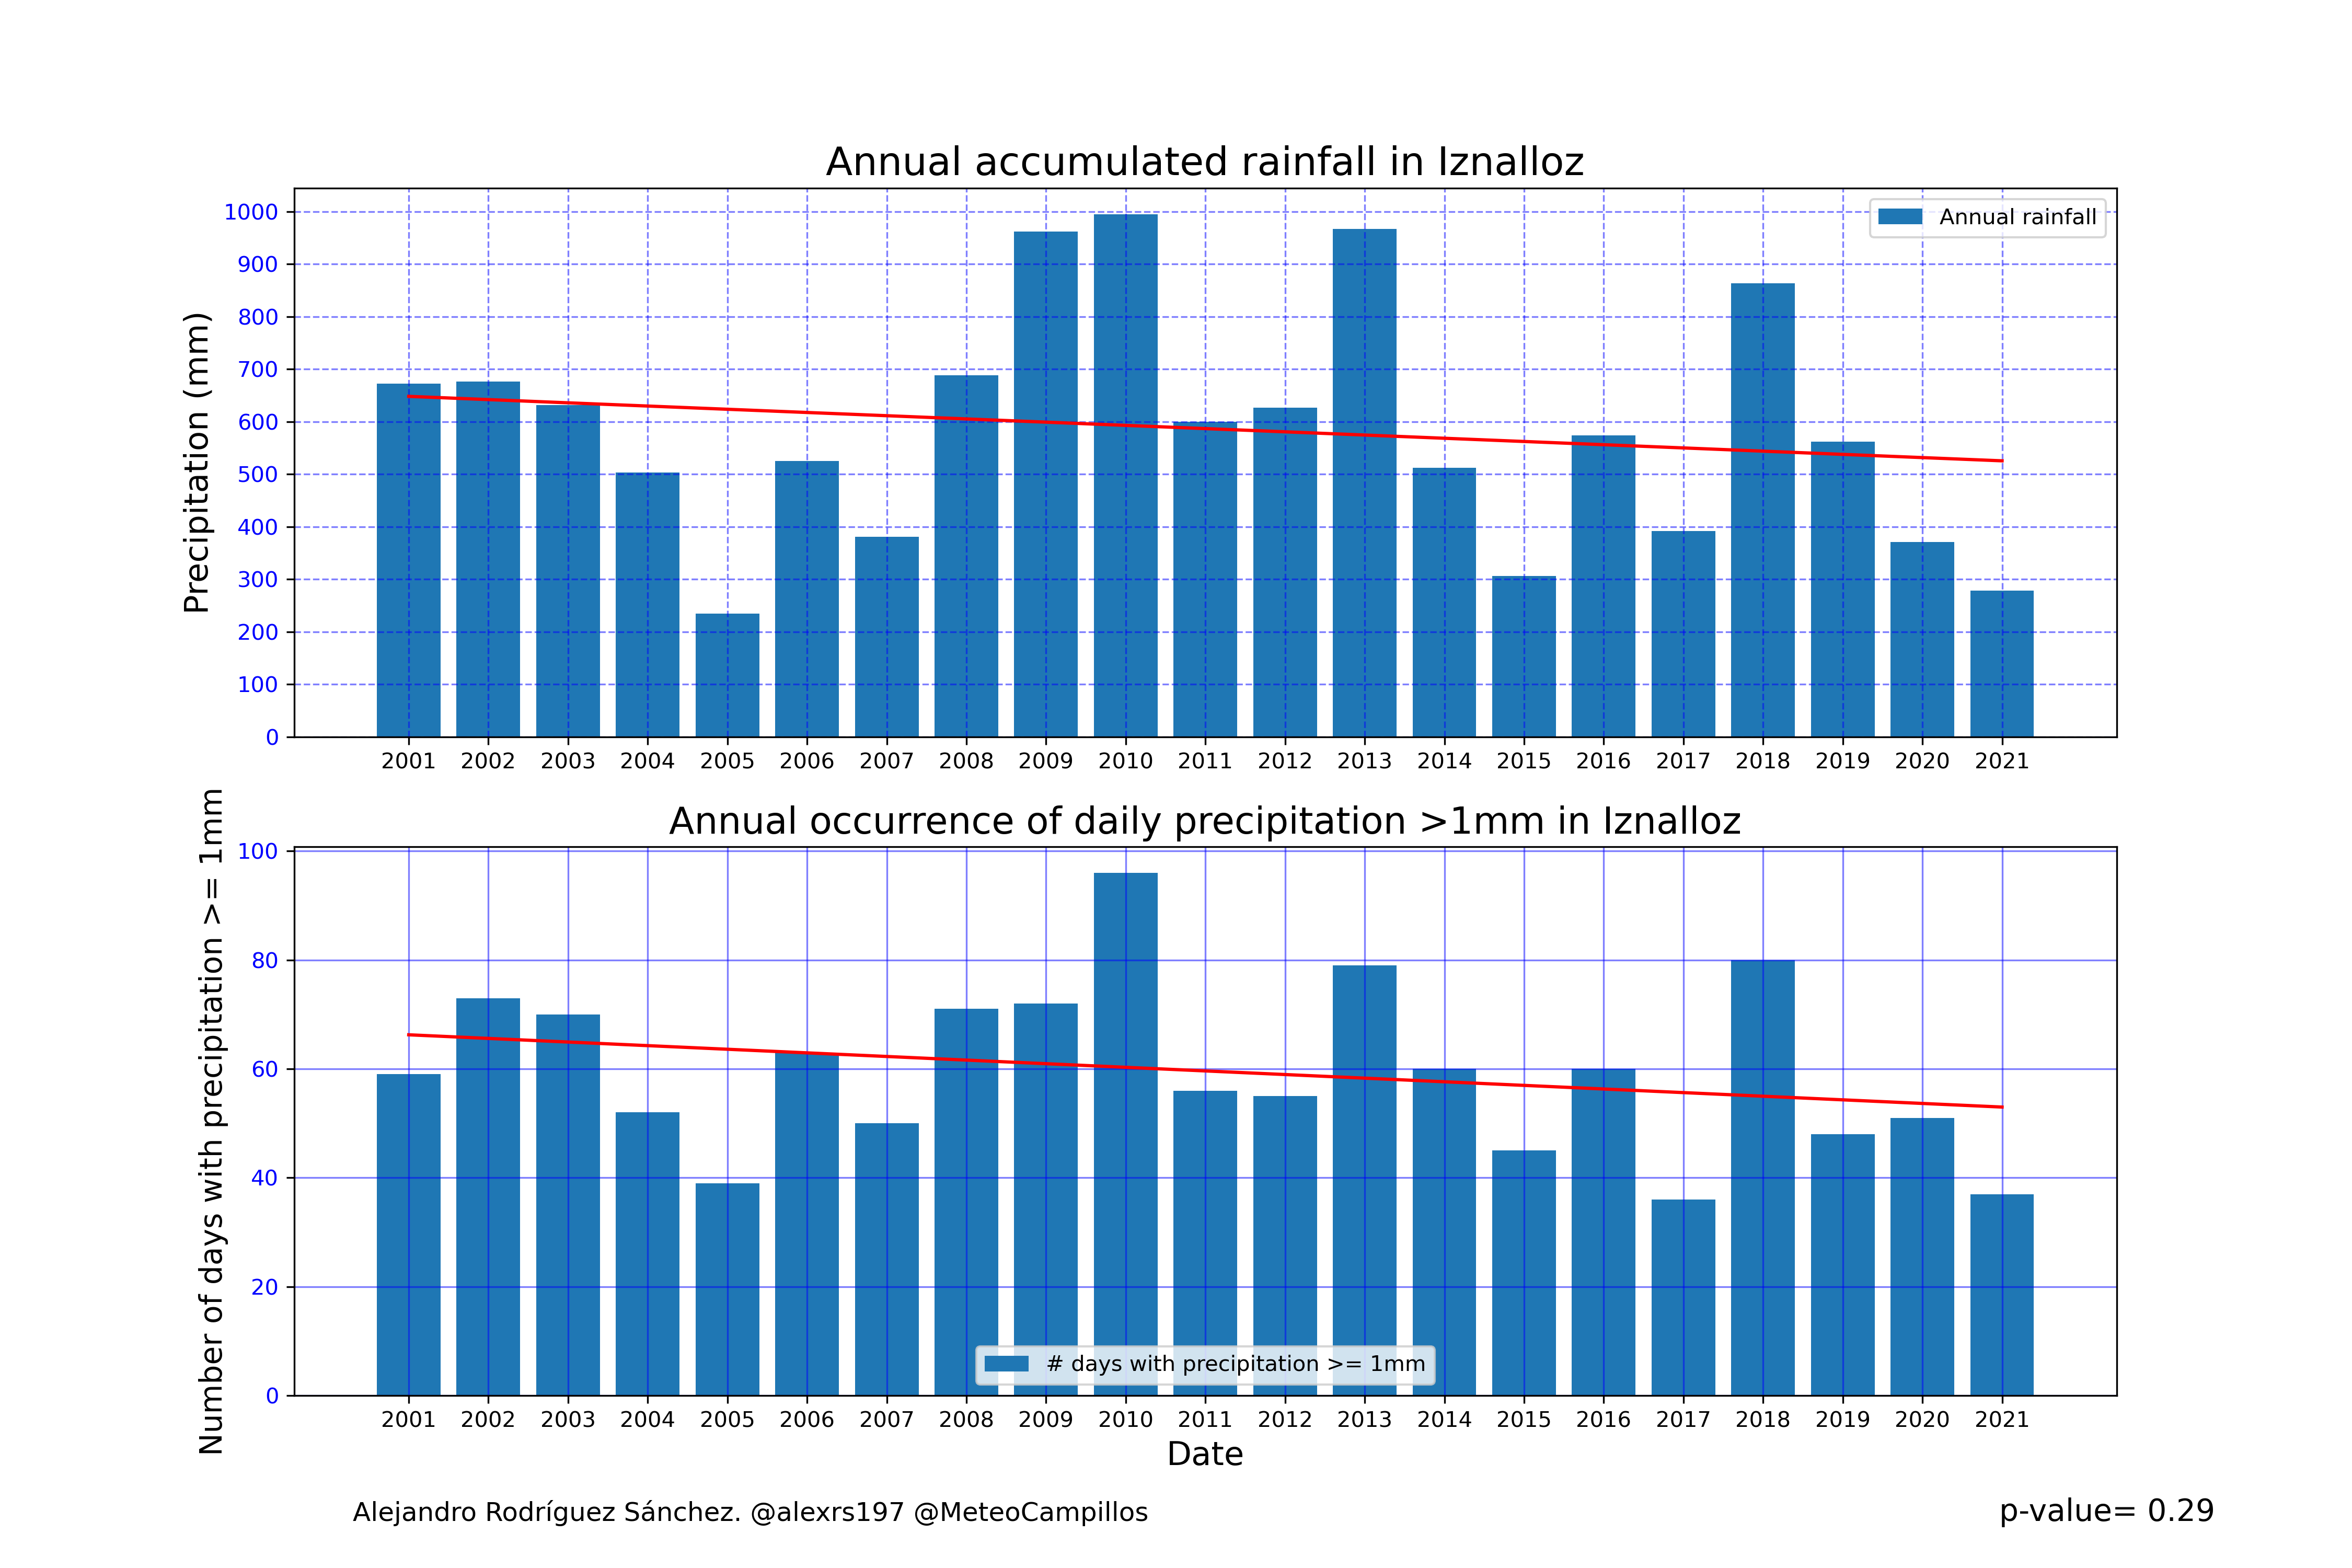 Annual accumulated rainfall in Iznalloz
Precipitation (mm)
1000
900
800
700
600
500
400
300
200
100
0
Annual rainfall
2001 2002 2003 2004 2005 2006 2007 2008 2009 2010 2011 2012 2013 2014 2015 2016 2017 2018 2019 2020 2021
Annual occurrence of daily precipitation >1mm in Iznalloz
Number of days with precipitation >= 1mm
100
80
60
40
20
0
# days with precipitation >= 1mm
2001 2002 2003 2004 2005 2006 2007 2008 2009 2010 2011 2012 2013 2014 2015 2016 2017 2018 2019 2020 2021
Date
Alejandro Rodríguez Sánchez. @alexrs197 @MeteoCampillos
p-value= 0.29